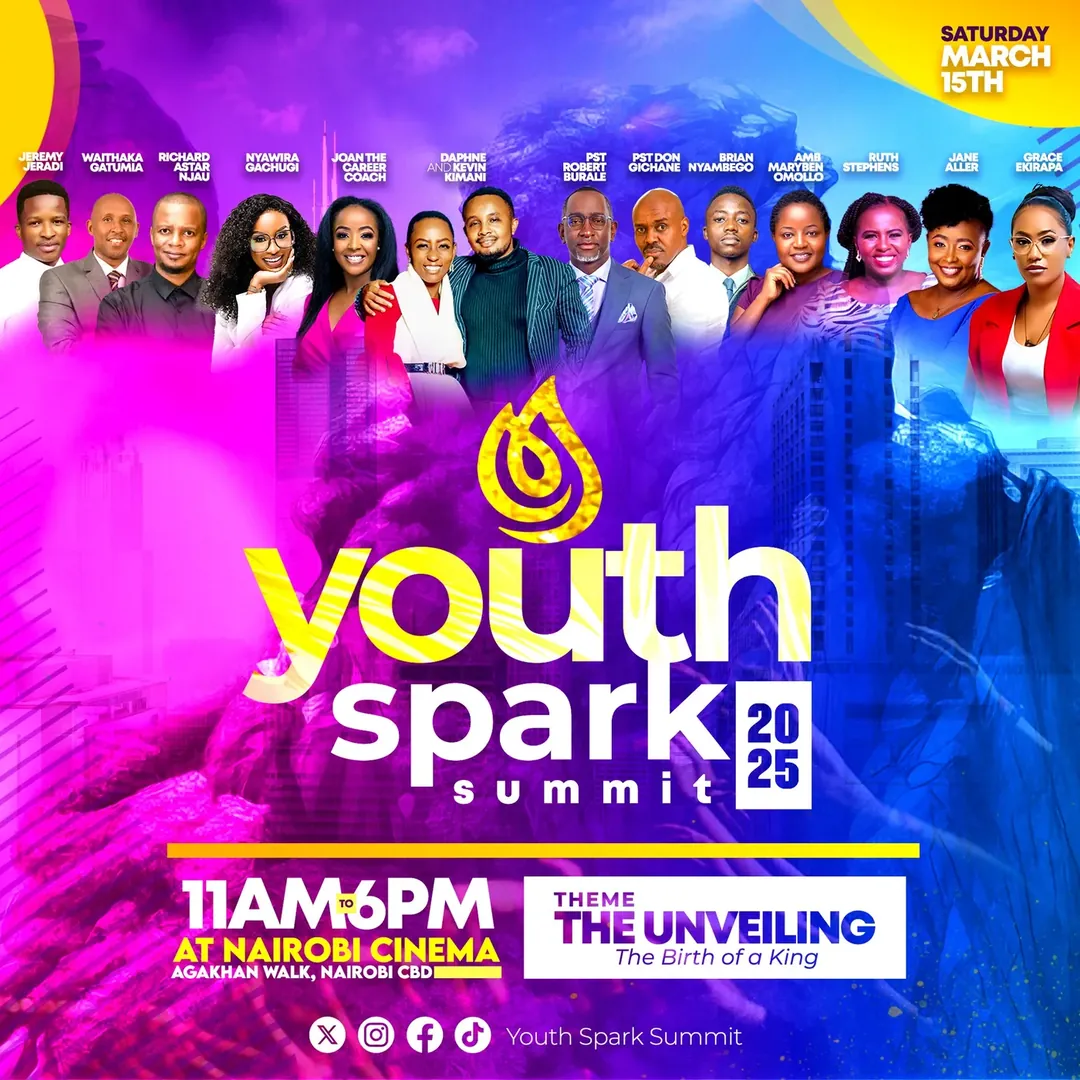 SATURDAY
MARCH
15TH
JEREMY
JERADI
WAITHAKA
GATUMIA
RICHARD
ASTAR
NJAU
NYAWIRA
GACHUGI
JOAN THE
CAREER
COACH
DAPHNE
AND KEVIN
KIMANI
PST
ROBERT
BURALE
PST DON
GICHANE
BRIAN
NYAMBEGO
AMB
MARYBEN
OMOLLO
RUTH
STEPHENS
JANE
ALLER
GRACE
EKIRAPA
youth
spark
summit
20
25
11AM TO 6PM
AT NAIROBI CINEMA
AGAKHAN WALK, NAIROBI CBD
THEME
THE UNVEILING
The Birth of a King
Youth Spark Summit